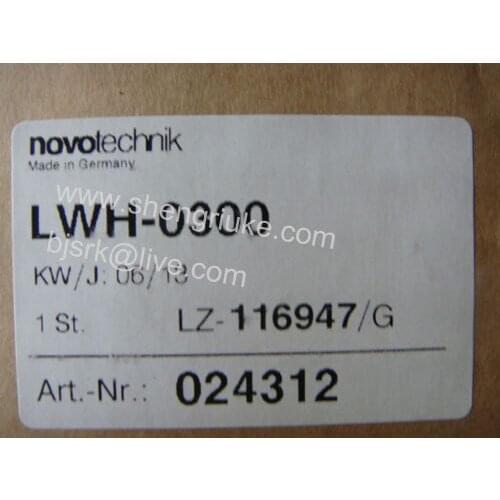 novotechnik
Made in Germany
www.shengriuke.com
LWH-0300
bjsrk@live.com
KW/J: 06/13
1 St. LZ-116947/G
Art.-Nr.: 024312